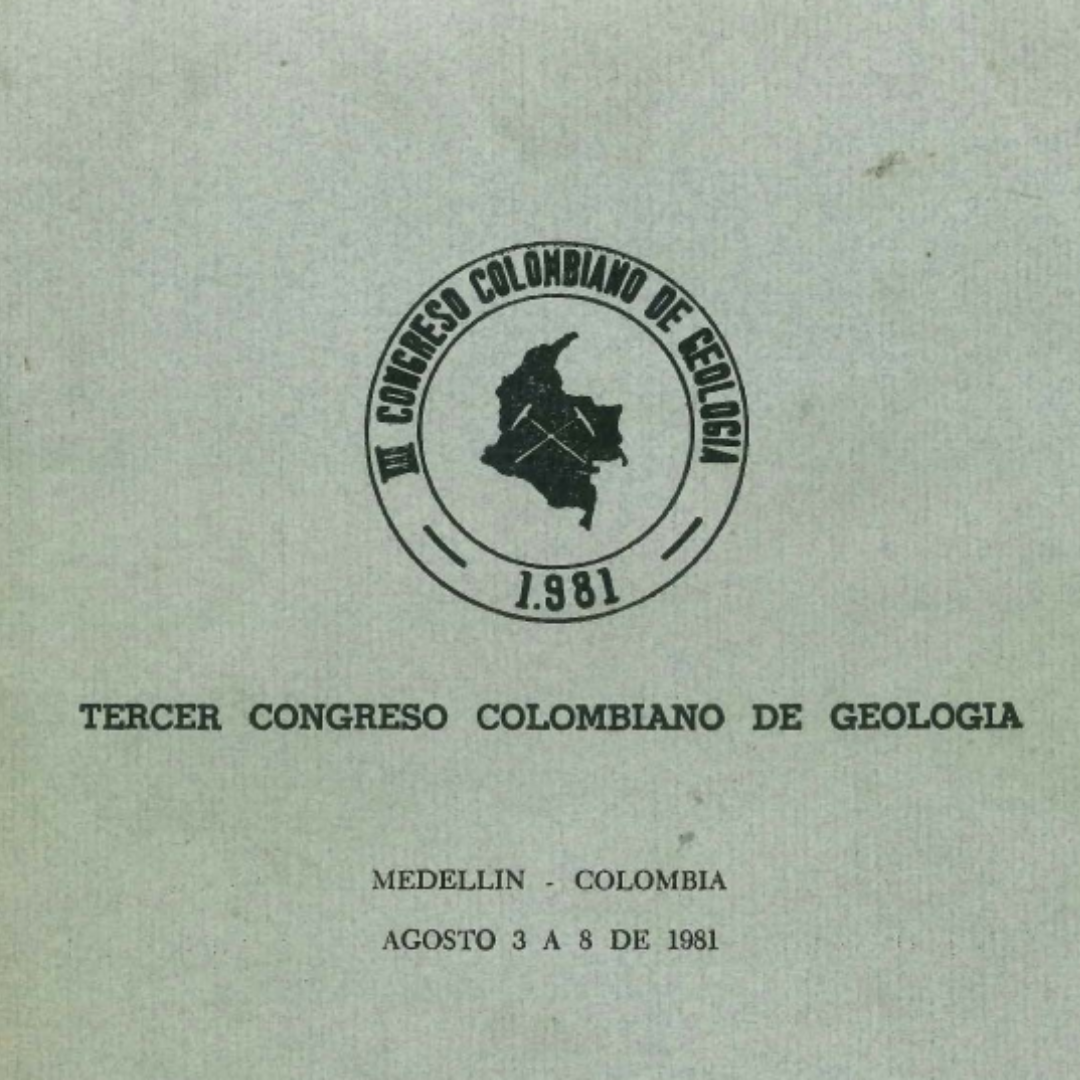 III CONGRESO COLOMBIANO DE GEOLOGIA
1.981
TERCER CONGRESO COLOMBIANO DE GEOLOGIA
MEDELLIN - COLOMBIA
AGOSTO 3 A 8 DE 1981